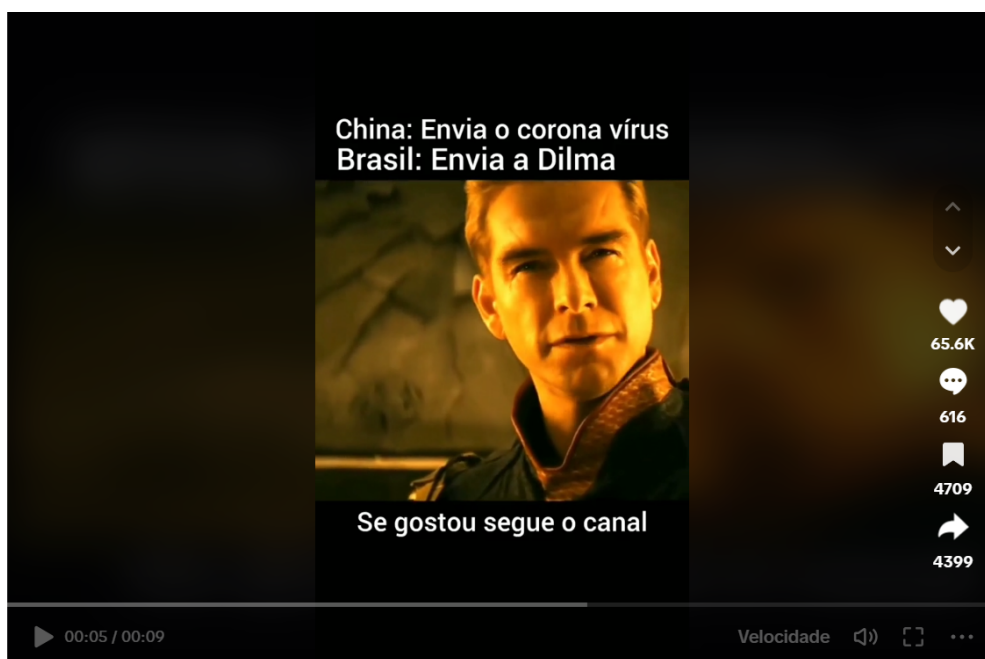 China: Envia o corona vírus
Brasil: Envia a Dilma
65.6K
616
4709
4399
Se gostou segue o canal
00:05 / 00:09
Velocidade